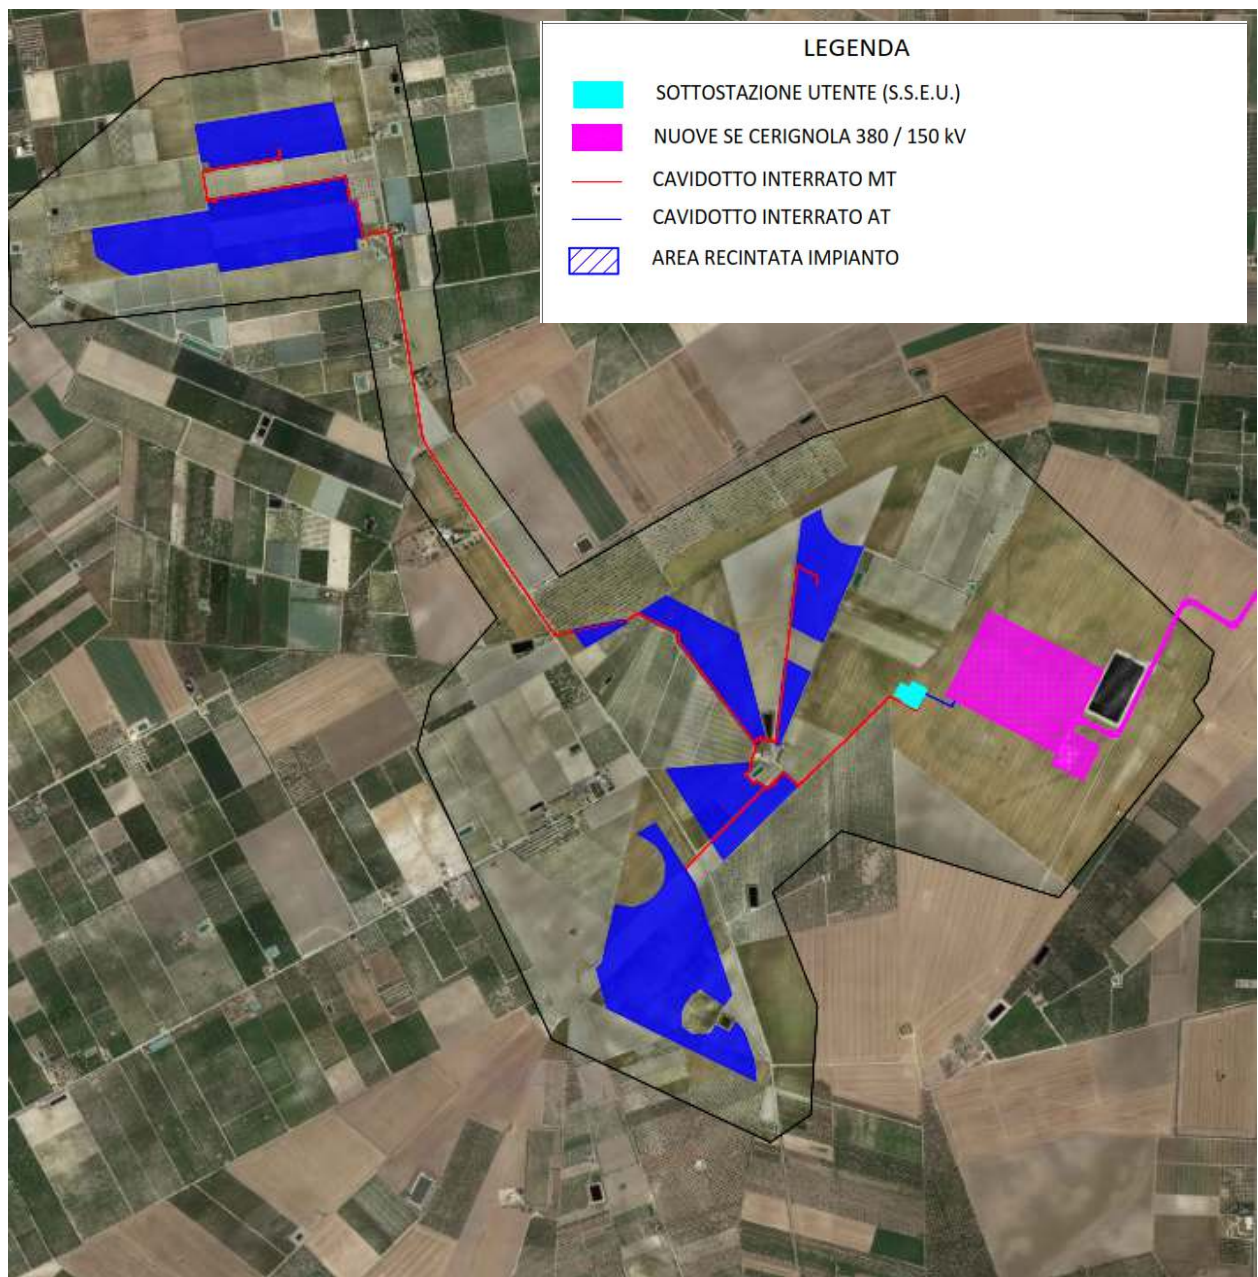 LEGENDA
SOTTOSTAZIONE UTENTE (S.S.E.U.)
NUOVE SE CERIGNOLA 380 / 150 kV
CAVIDOTTO INTERRATO MT
CAVIDOTTO INTERRATO AT
AREA RECINTATA IMPIANTO